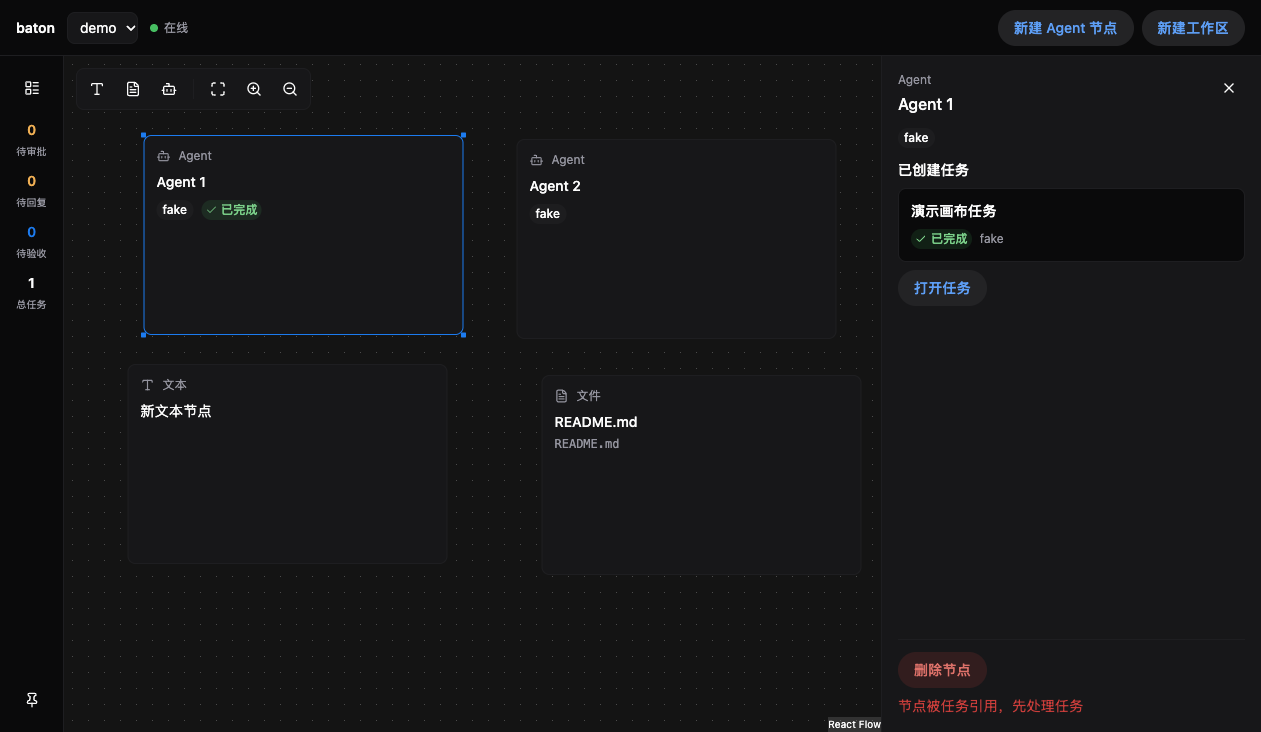 baton
demo
在线
新建 Agent 节点
新建工作区
0
待审批
0
待回复
0
待验收
1
总任务
Agent
Agent 1
fake
已完成
Agent
Agent 2
fake
文本
新文本节点
文件
README.md
README.md
React Flow
Agent
Agent 1
fake
已创建任务
演示画布任务
已完成 fake
打开任务
删除节点
节点被任务引用，先处理任务